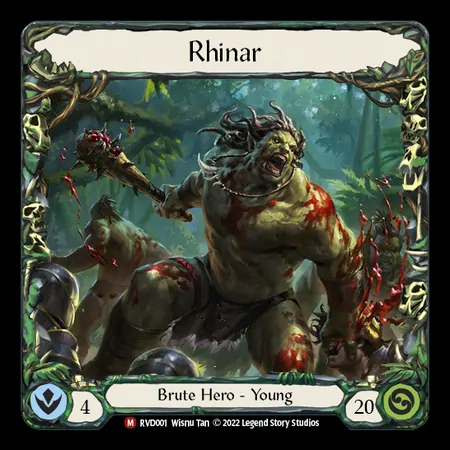 Rhinar
Brute Hero - Young
4
20
M RVD001 Wisnu Tan © 2022 Legend Story Studios